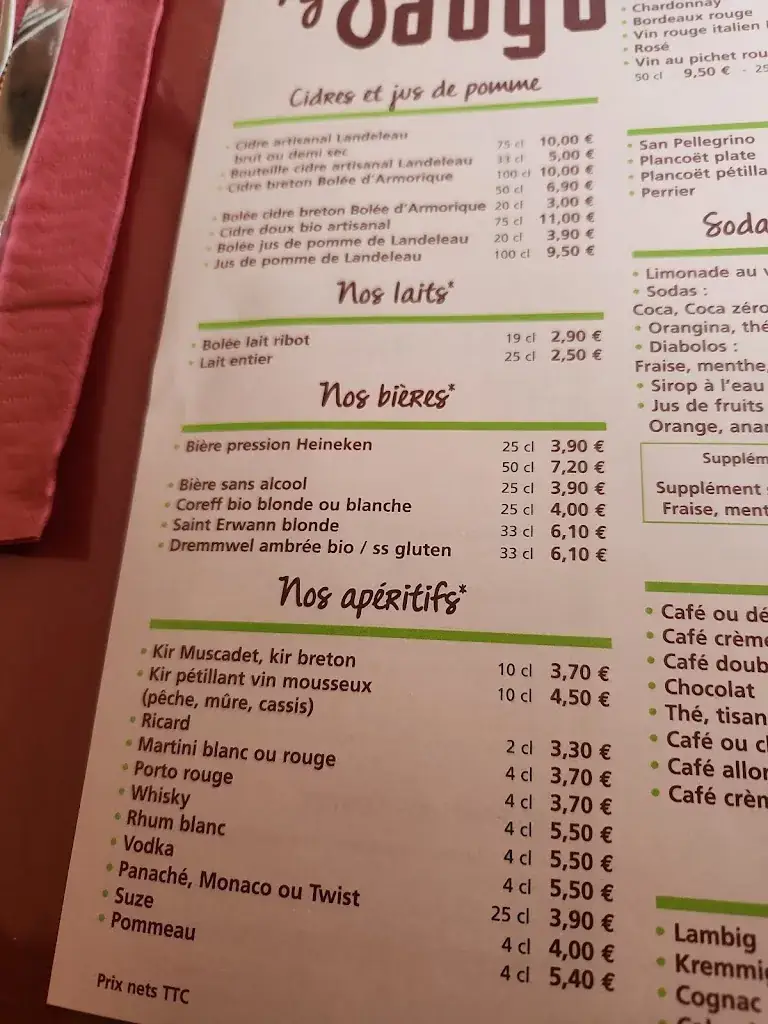 Cidres et jus de pomme
• Cidre artisanal Landeleau
brut ou demi sec 75 cl 10,00 €
• Bouteille cidre artisanal Landeleau 33 cl 5,00 €
• Cidre breton Bolée d'Armorique 100 cl 10,00 €
50 cl 6,90 €
• Bolée cidre breton Bolée d'Armorique 20 cl 3,00 €
• Cidre doux bio artisanal 75 cl 11,00 €
• Bolée jus de pomme de Landeleau 20 cl 3,90 €
• Jus de pomme de Landeleau 100 cl 9,50 €
Nos laits*
• Bolée lait ribot 19 cl 2,90 €
• Lait entier 25 cl 2,50 €
Nos bières*
• Bière pression Heineken 25 cl 3,90 €
50 cl 7,20 €
• Bière sans alcool 25 cl 3,90 €
• Coreff bio blonde ou blanche 25 cl 4,00 €
• Saint Erwann blonde 33 cl 6,10 €
• Dremmwel ambrée bio / ss gluten 33 cl 6,10 €
Nos apéritifs*
• Kir Muscadet, kir breton 10 cl 3,70 €
• Kir pétillant vin mousseux 10 cl 4,50 €
(pêche, mûre, cassis)
• Ricard 2 cl 3,30 €
• Martini blanc ou rouge 4 cl 3,70 €
• Porto rouge 4 cl 3,70 €
• Whisky 4 cl 5,50 €
• Rhum blanc 4 cl 5,50 €
• Vodka 4 cl 5,50 €
• Panaché, Monaco ou Twist 25 cl 3,90 €
• Suze 4 cl 4,00 €
• Pommeau 4 cl 5,40 €
Prix nets TTC
• Chardonnay
• Bordeaux rouge
• Vin rouge italien
• Rosé
• Vin au pichet rou
50 cl 9,50 € - 25
• San Pellegrino
• Plancoët plate
• Plancoët pétilla
• Perrier
Soda
• Limonade au v
• Sodas :
Coca, Coca zéro
• Orangina, thé
• Diabolos :
Fraise, menthe,
• Sirop à l'eau
• Jus de fruits
Orange, anan
Supplém
Supplément s
Fraise, ment
• Café ou dé
• Café crème
• Café doub
• Chocolat
• Thé, tisan
• Café ou ch
• Café allon
• Café crèm
• Lambig
• Kremmig
• Cognac